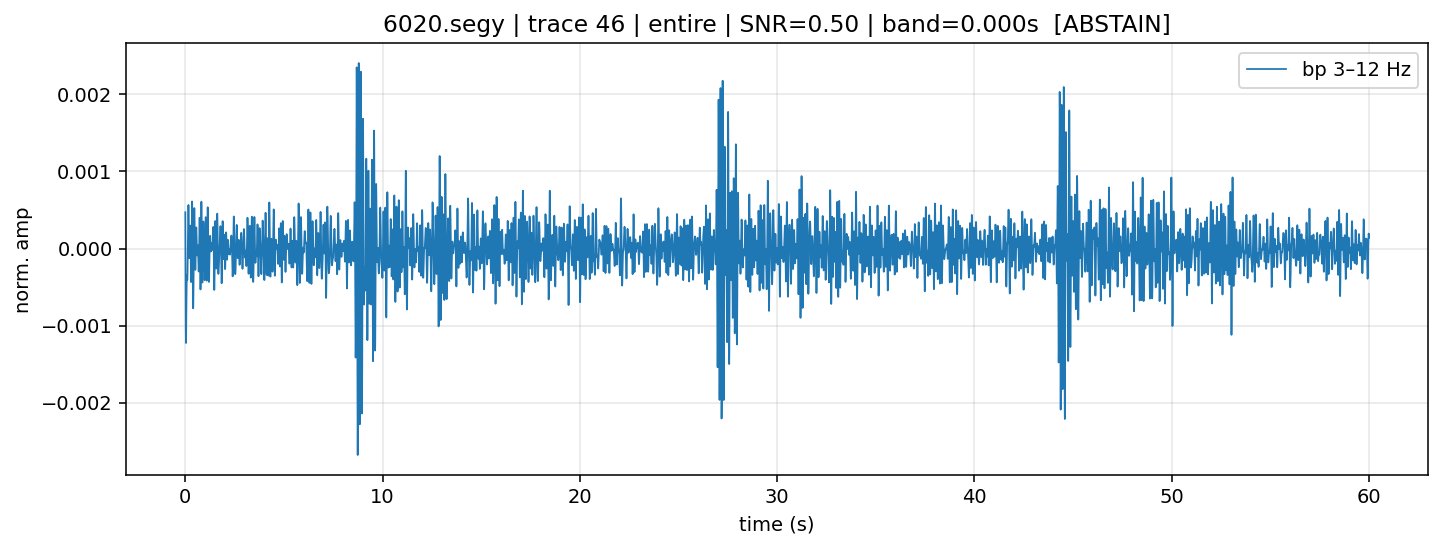 6020.segy | trace 46 | entire | SNR=0.50 | band=0.000s  [ABSTAIN]
bp 3–12 Hz
norm. amp
0.002
0.001
0.000
−0.001
−0.002
0 10 20 30 40 50 60
time (s)